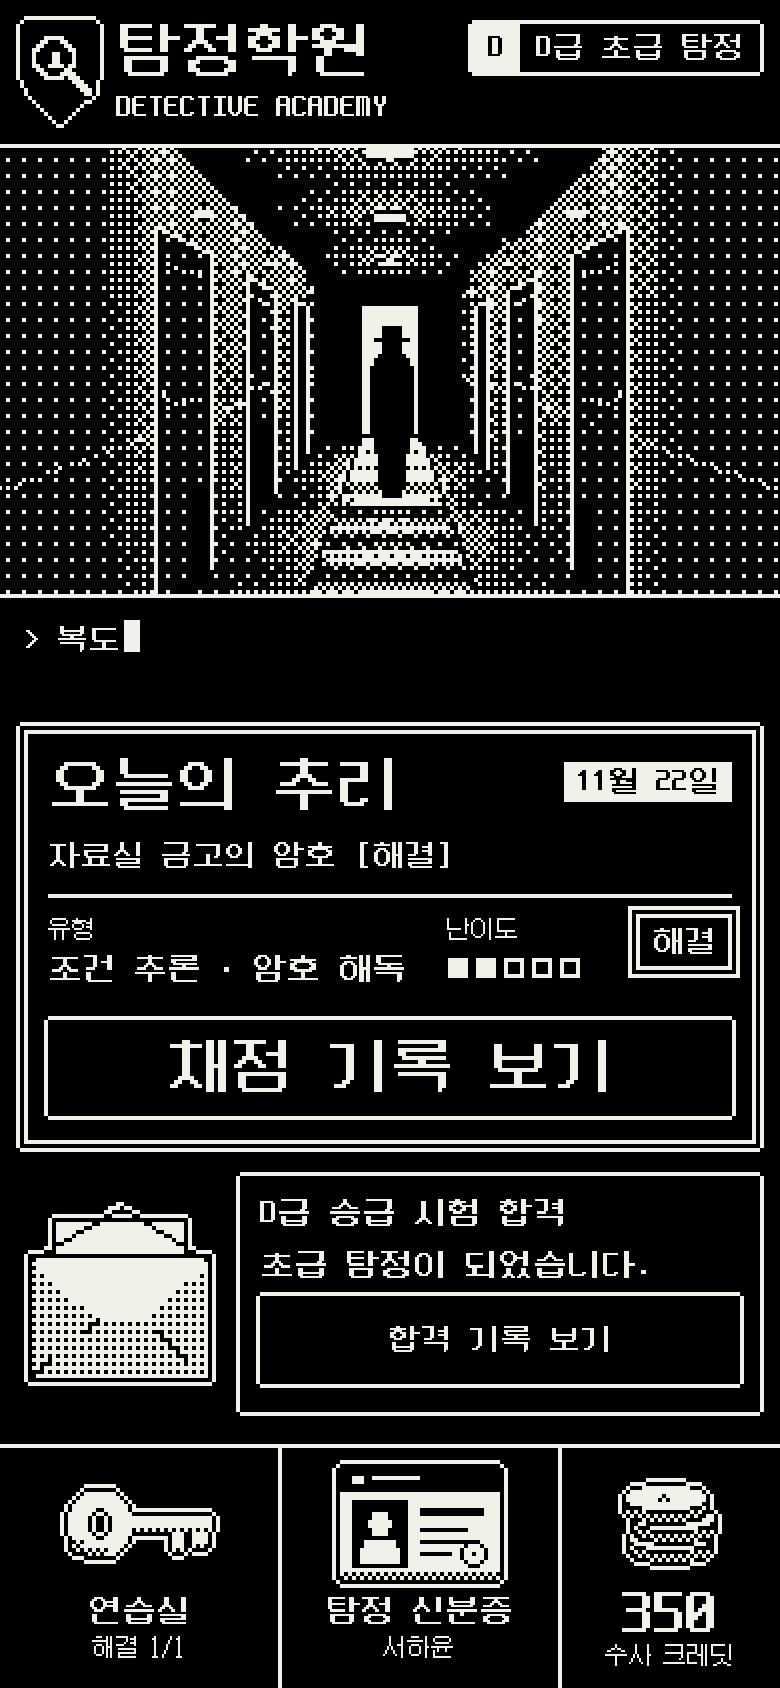 탐정학원
DETECTIVE ACADEMY
D D급 초급 탐정
> 복도
오늘의 추리
11월 22일
자료실 금고의 암호 [해결]
유형
조건 추론 · 암호 해독
난이도
해결
채점 기록 보기
D급 승급 시험 합격
초급 탐정이 되었습니다.
합격 기록 보기
연습실
해결 1/1
탐정 신분증
서하윤
350
수사 크레딧